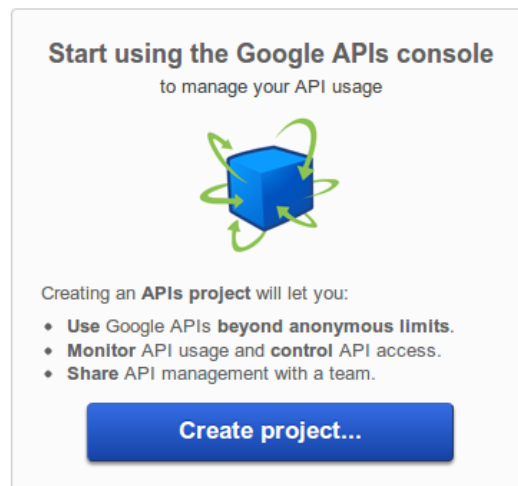 Start using the Google APIs console
to manage your API usage
Creating an APIs project will let you:
• Use Google APIs beyond anonymous limits.
• Monitor API usage and control API access.
• Share API management with a team.
Create project...